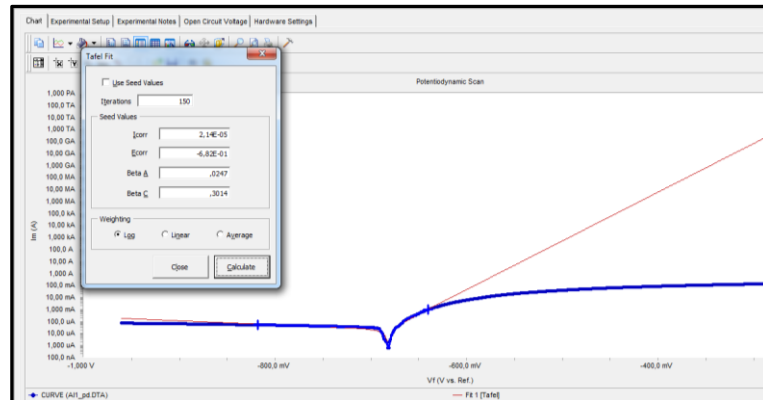 Chart
Experimental Setup
Experimental Notes
Open Circuit Voltage
Hardware Settings
Tafel Fit
Use Seed Values
Iterations 150
Seed Values
Icorr 2,14E-05
Ecorr -6,82E-01
Beta A ,0247
Beta C ,3014
Weighting
Log Linear Average
Close Calculate
Potentiodynamic Scan
1,000 PA
100,0 TA
10,00 TA
1,000 TA
100,0 GA
10,00 GA
1,000 GA
100,0 MA
10,00 MA
1,000 MA
100,0 kA
10,00 kA
1,000 kA
100,0 A
10,00 A
1,000 A
100,0 mA
10,00 mA
1,000 mA
100,0 uA
10,00 uA
1,000 uA
100,0 nA
Im (A)
-1,000 V
-800,0 mV
-600,0 mV
-400,0 mV
Vf (V vs. Ref.)
CURVE (Al1_pd.DTA)
Fit 1 [Tafel]